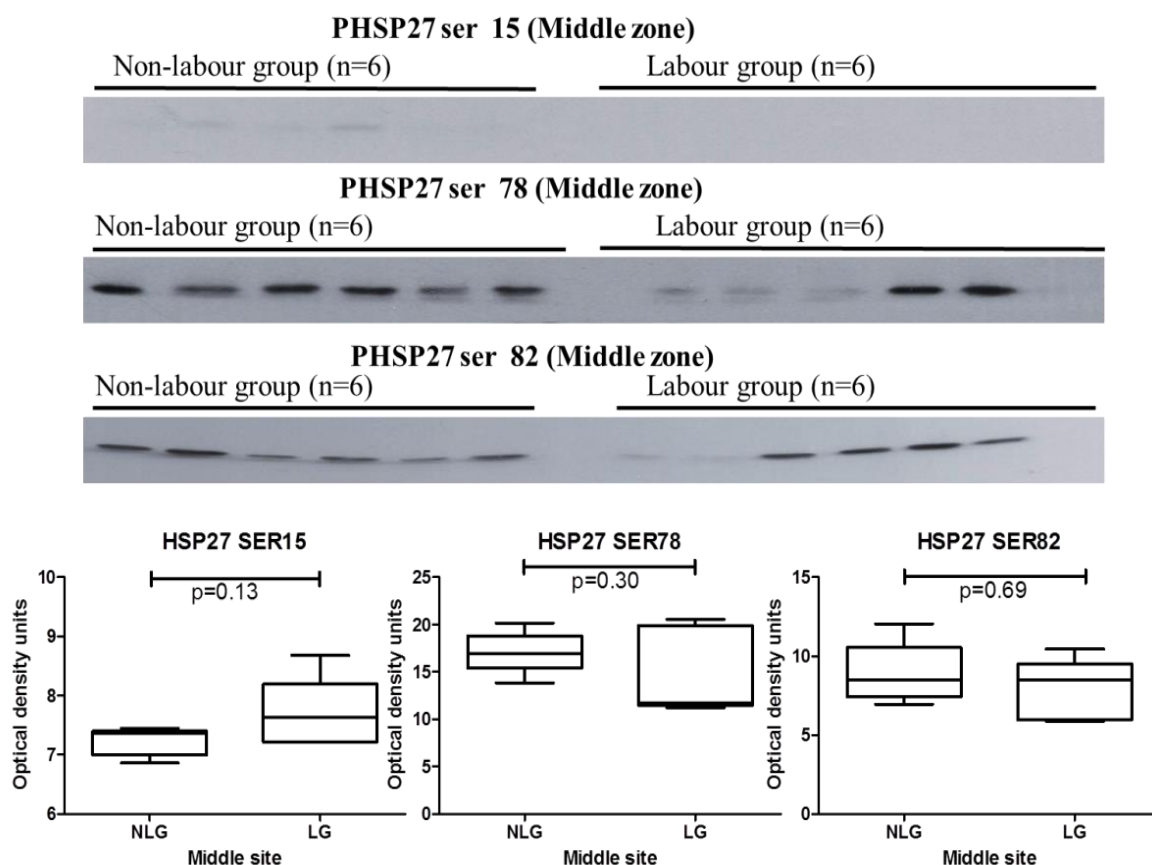 PHSP27 ser 15 (Middle zone)
Non-labour group (n=6) Labour group (n=6)
PHSP27 ser 78 (Middle zone)
Non-labour group (n=6) Labour group (n=6)
PHSP27 ser 82 (Middle zone)
Non-labour group (n=6) Labour group (n=6)
HSP27 SER15
p=0.13
Optical density units
10
9
8
7
6
NLG LG
Middle site
HSP27 SER78
p=0.30
Optical density units
25
20
15
10
5
0
NLG LG
Middle site
HSP27 SER82
p=0.69
Optical density units
15
10
5
0
NLG LG
Middle site